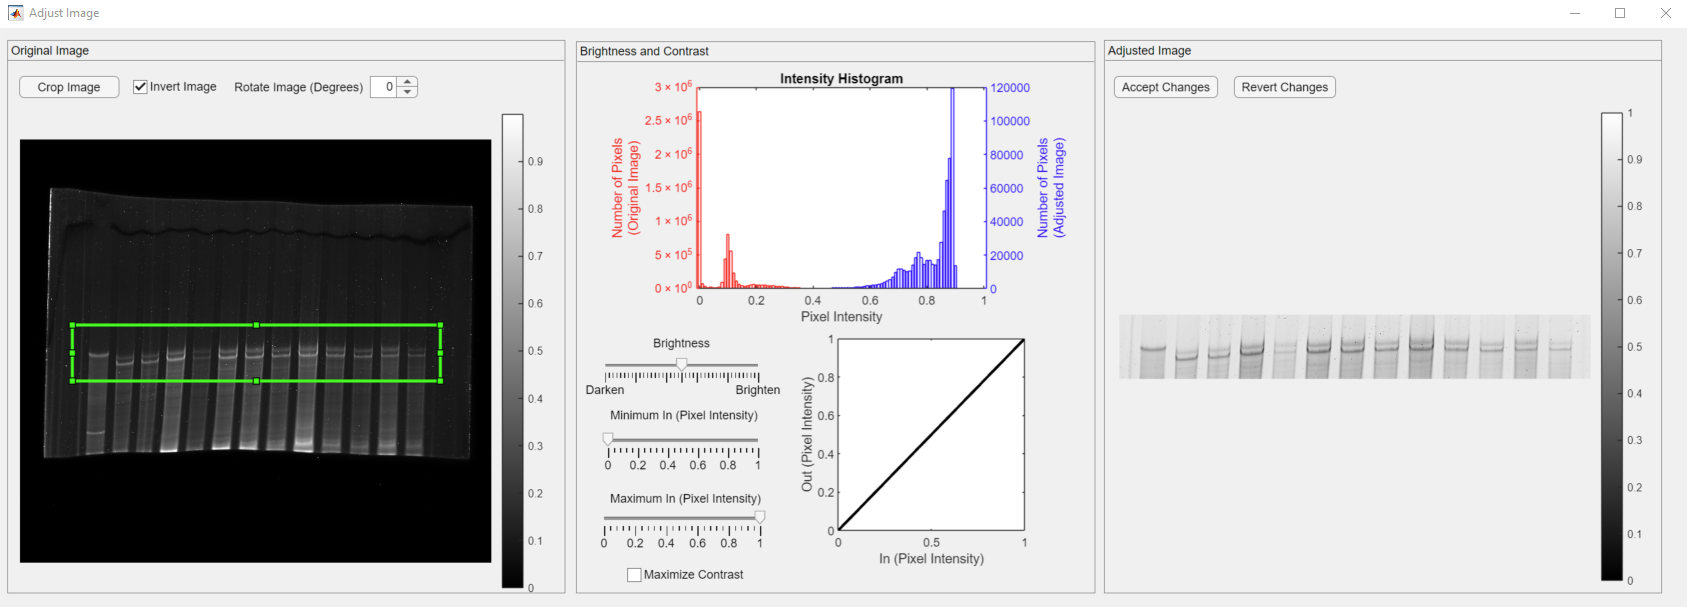 Adjust Image
Original Image
Crop Image
Invert Image
Rotate Image (Degrees)
0
0.9
0.8
0.7
0.6
0.5
0.4
0.3
0.2
0.1
0
Brightness and Contrast
Intensity Histogram
Number of Pixels
(Original Image)
3 × 10⁶
2.5 × 10⁶
2 × 10⁶
1.5 × 10⁶
1 × 10⁶
5 × 10⁵
0 × 10⁰
120000
100000
80000
60000
40000
20000
0
Number of Pixels
(Adjusted Image)
0 0.2 0.4 0.6 0.8 1
Pixel Intensity
Brightness
Darken Brighten
Minimum In (Pixel Intensity)
0 0.2 0.4 0.6 0.8 1
Maximum In (Pixel Intensity)
0 0.2 0.4 0.6 0.8 1
Maximize Contrast
Out (Pixel Intensity)
1
0.8
0.6
0.4
0.2
0
0 0.5 1
In (Pixel Intensity)
Adjusted Image
Accept Changes
Revert Changes
1
0.9
0.8
0.7
0.6
0.5
0.4
0.3
0.2
0.1
0